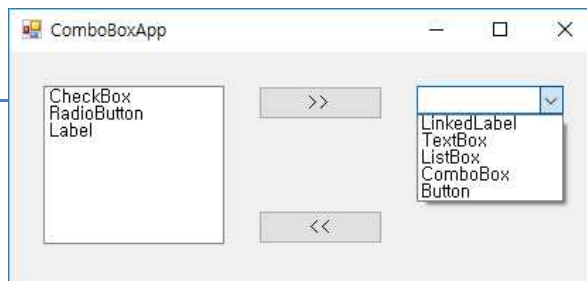 ComboBoxApp
CheckBox
RadioButton
Label
>>
<<
LinkedLabel
TextBox
ListBox
ComboBox
Button